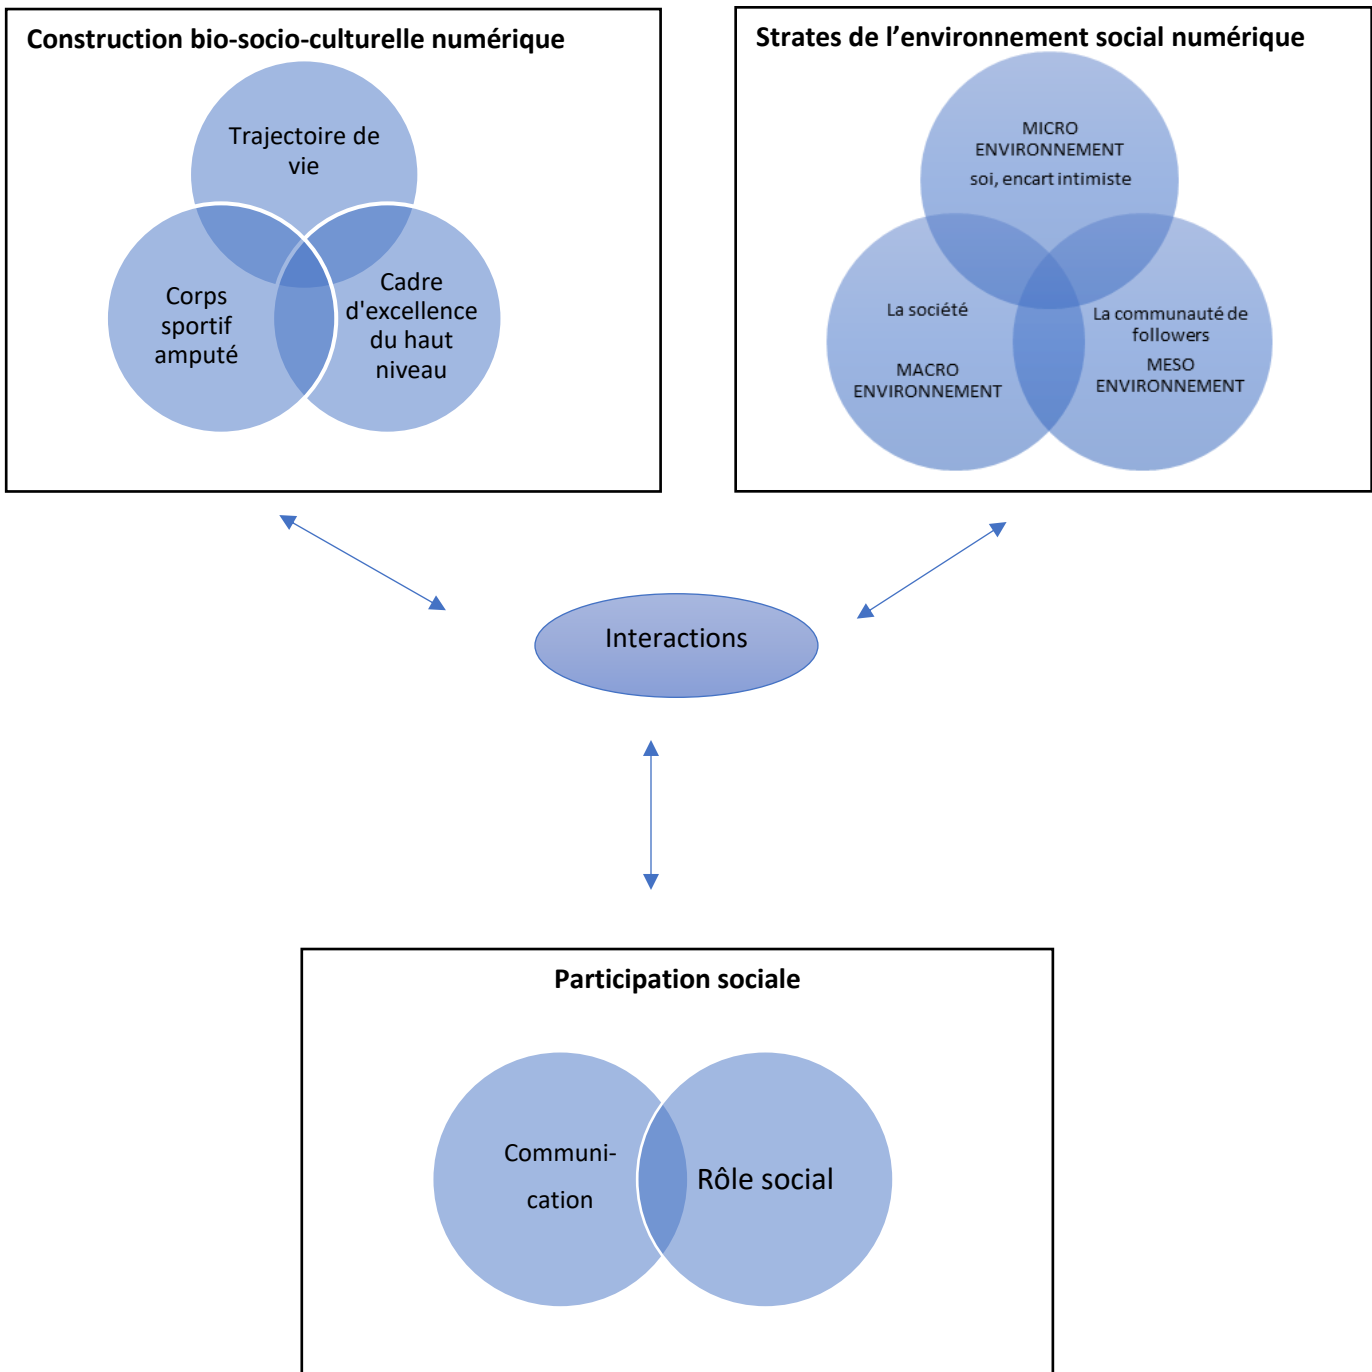 Construction bio-socio-culturelle numérique
Trajectoire de
vie
Corps
sportif
amputé
Cadre
d'excellence
du haut
niveau
Strates de l’environnement social numérique
MICRO
ENVIRONNEMENT
soi, encart intimiste
La société
MACRO
ENVIRONNEMENT
La communauté de
followers
MESO
ENVIRONNEMENT
Interactions
Participation sociale
Communi-
cation
Rôle social